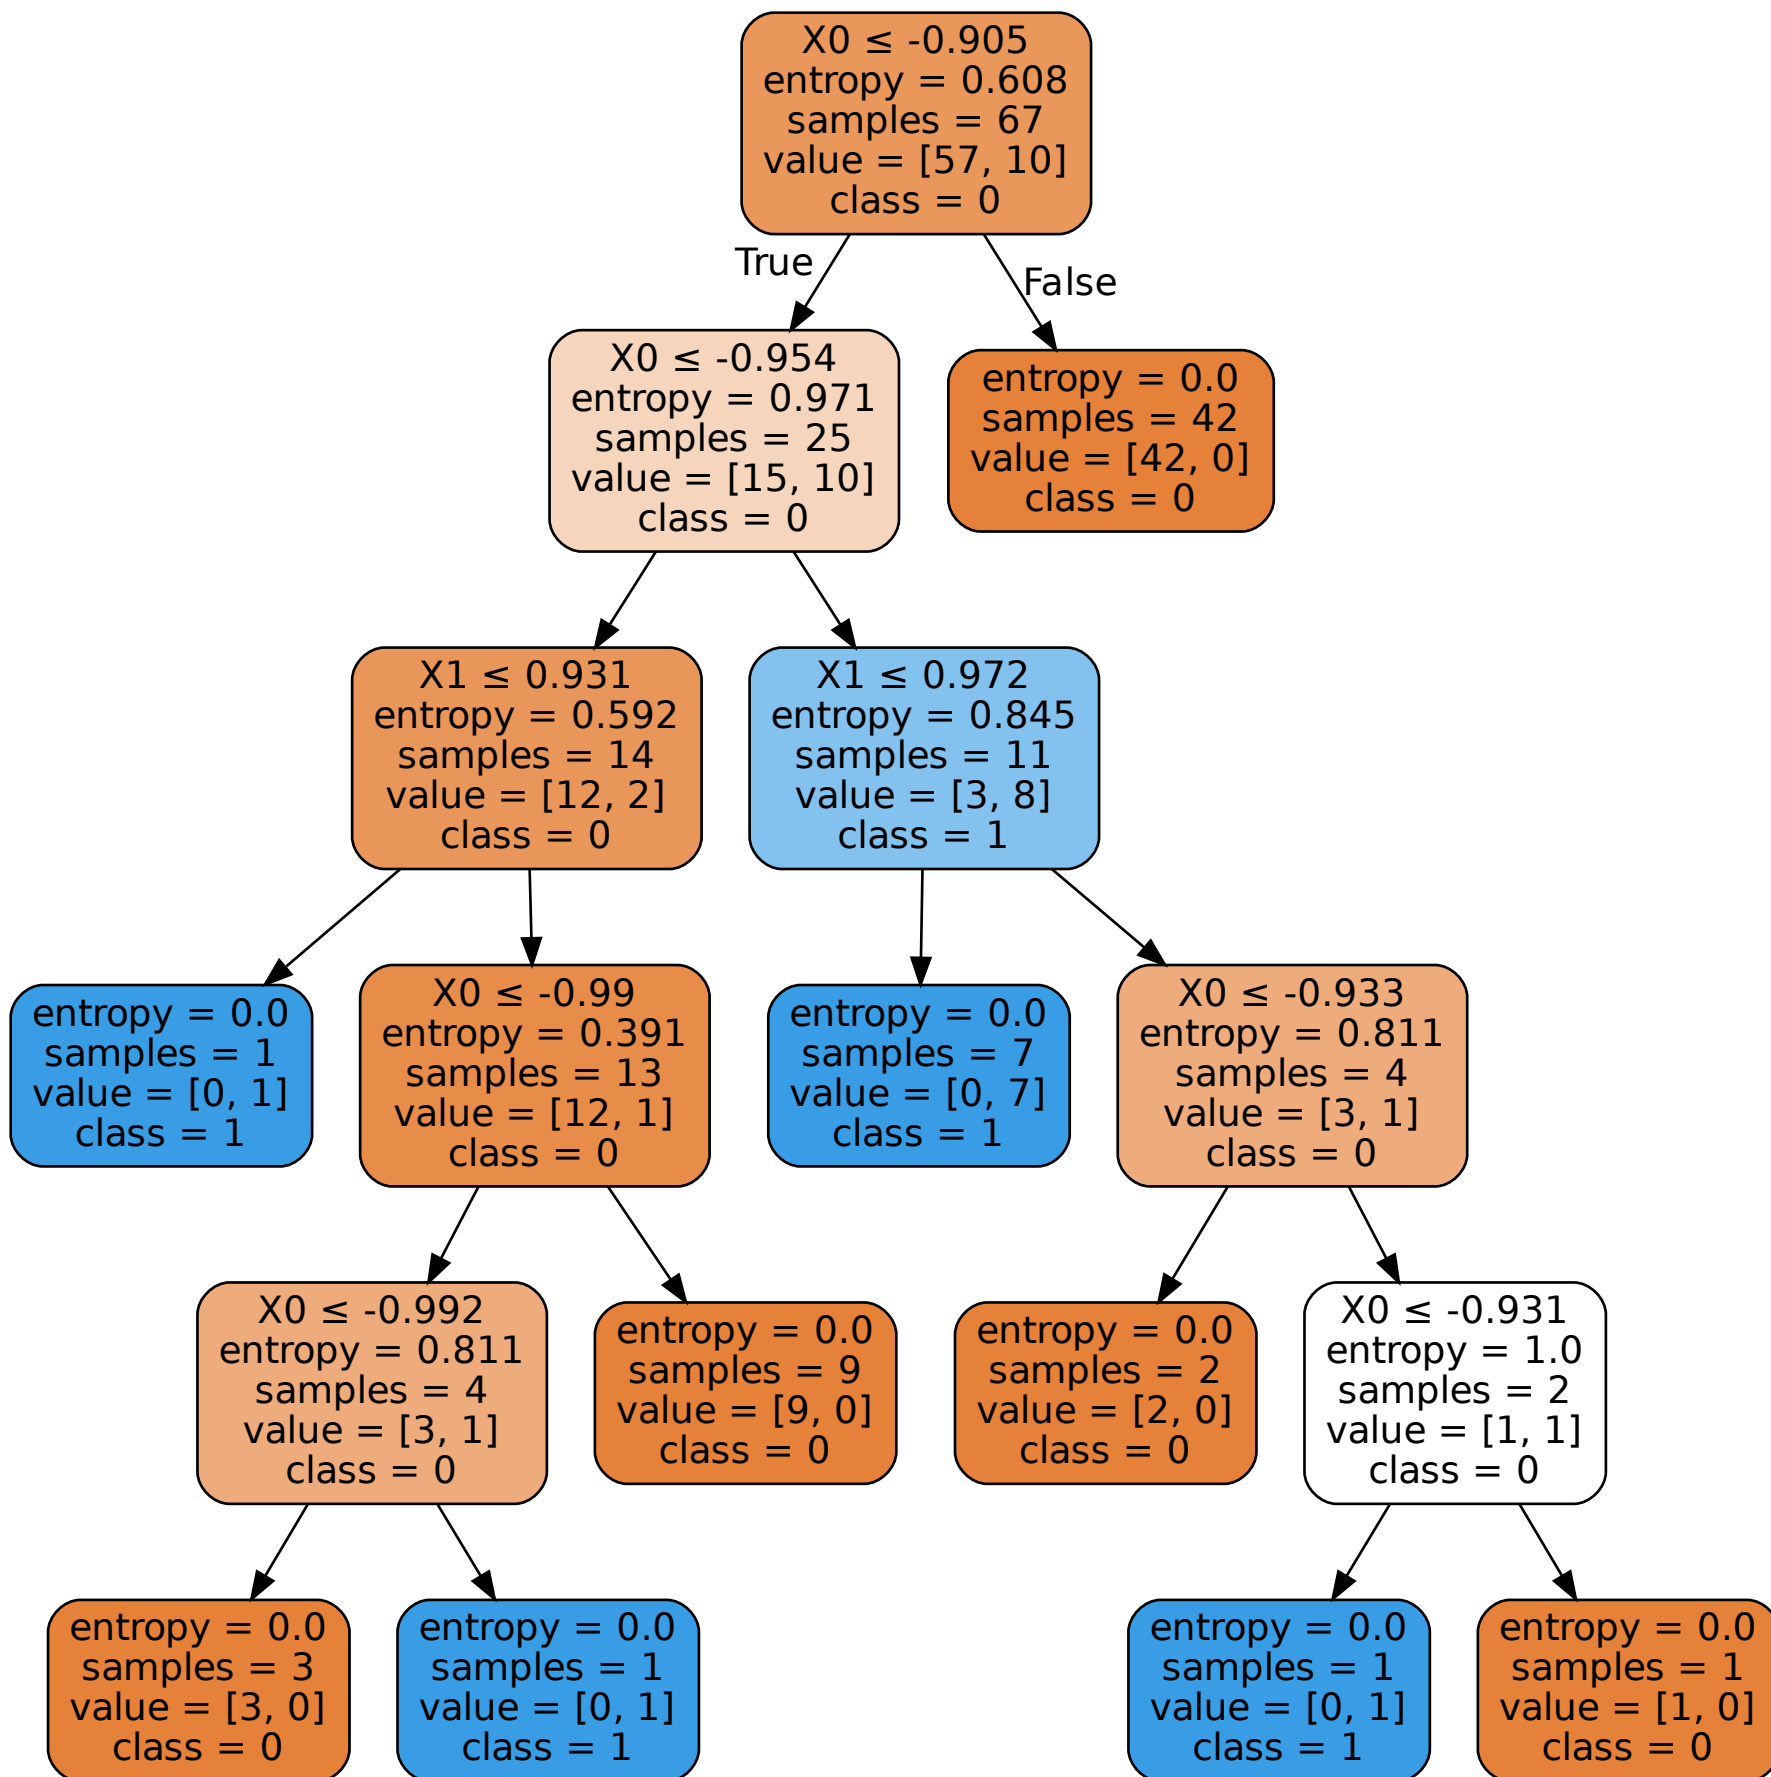 X0 ≤ -0.905
entropy = 0.608
samples = 67
value = [57, 10]
class = 0
True
False
X0 ≤ -0.954
entropy = 0.971
samples = 25
value = [15, 10]
class = 0
entropy = 0.0
samples = 42
value = [42, 0]
class = 0
X1 ≤ 0.931
entropy = 0.592
samples = 14
value = [12, 2]
class = 0
X1 ≤ 0.972
entropy = 0.845
samples = 11
value = [3, 8]
class = 1
entropy = 0.0
samples = 1
value = [0, 1]
class = 1
X0 ≤ -0.99
entropy = 0.391
samples = 13
value = [12, 1]
class = 0
entropy = 0.0
samples = 7
value = [0, 7]
class = 1
X0 ≤ -0.933
entropy = 0.811
samples = 4
value = [3, 1]
class = 0
X0 ≤ -0.992
entropy = 0.811
samples = 4
value = [3, 1]
class = 0
entropy = 0.0
samples = 9
value = [9, 0]
class = 0
entropy = 0.0
samples = 2
value = [2, 0]
class = 0
X0 ≤ -0.931
entropy = 1.0
samples = 2
value = [1, 1]
class = 0
entropy = 0.0
samples = 3
value = [3, 0]
class = 0
entropy = 0.0
samples = 1
value = [0, 1]
class = 1
entropy = 0.0
samples = 1
value = [0, 1]
class = 1
entropy = 0.0
samples = 1
value = [1, 0]
class = 0